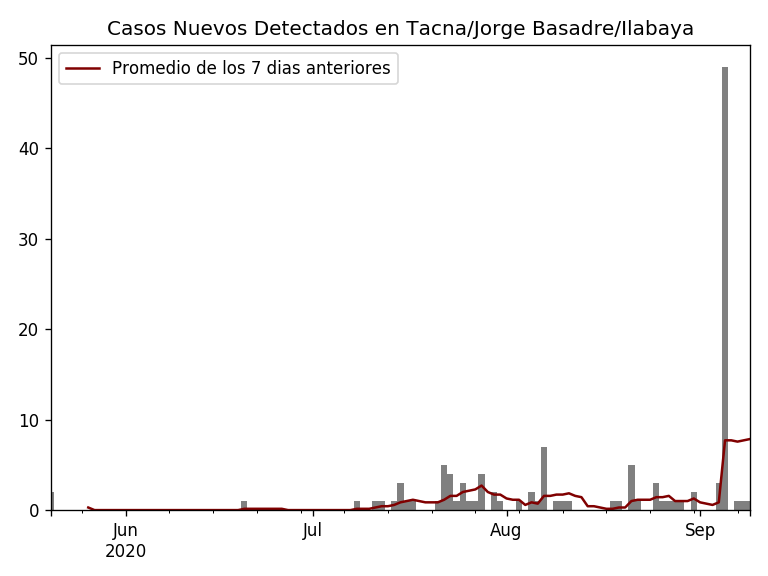 Casos Nuevos Detectados en Tacna/Jorge Basadre/Ilabaya
Promedio de los 7 dias anteriores
50
40
30
20
10
0
Jun
2020
Jul
Aug
Sep